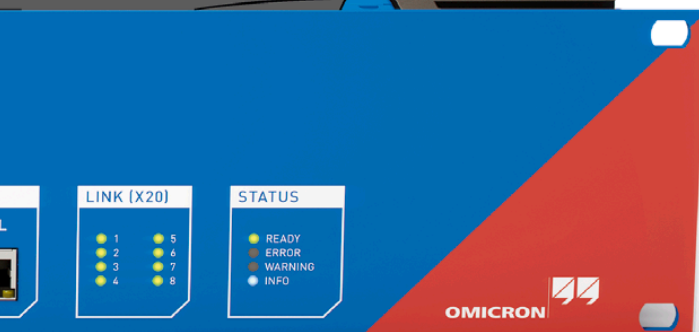 L
LINK (X20)
1 5
2 6
3 7
4 8
STATUS
READY
ERROR
WARNING
INFO
OMICRON